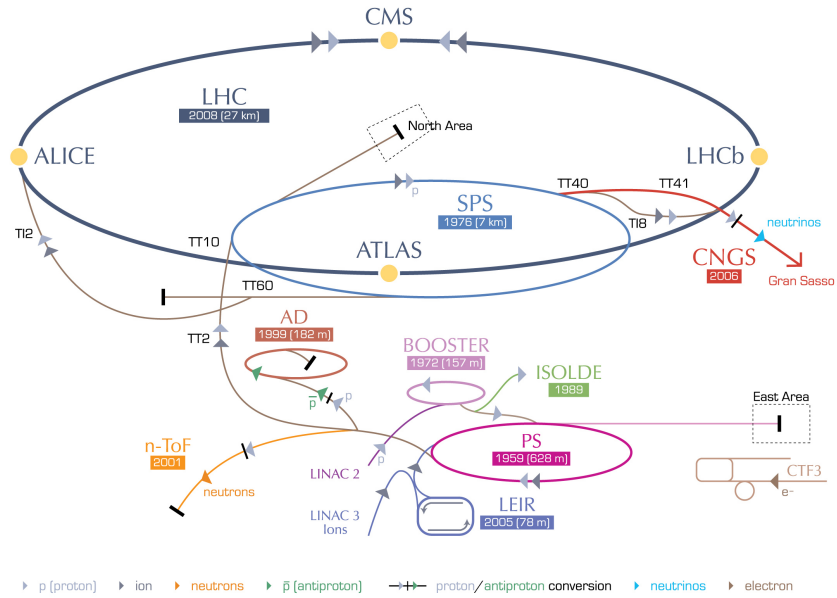 CMS
LHC
2008 (27 km)
North Area
ALICE
LHCb
TT40
TT41
SPS
1976 (7 km)
p
TI8
neutrinos
TI2
TT10
ATLAS
CNGS
2006
Gran Sasso
TT60
AD
1999 (182 m)
TT2
BOOSTER
1972 (157 m)
ISOLDE
1989
p
p̅
East Area
n-ToF
2001
p
PS
1959 (628 m)
LINAC 2
neutrons
CTF3
e-
LINAC 3
Ions
LEIR
2005 (78 m)
p (proton)
ion
neutrons
p̅ (antiproton)
proton/antiproton conversion
neutrinos
electron